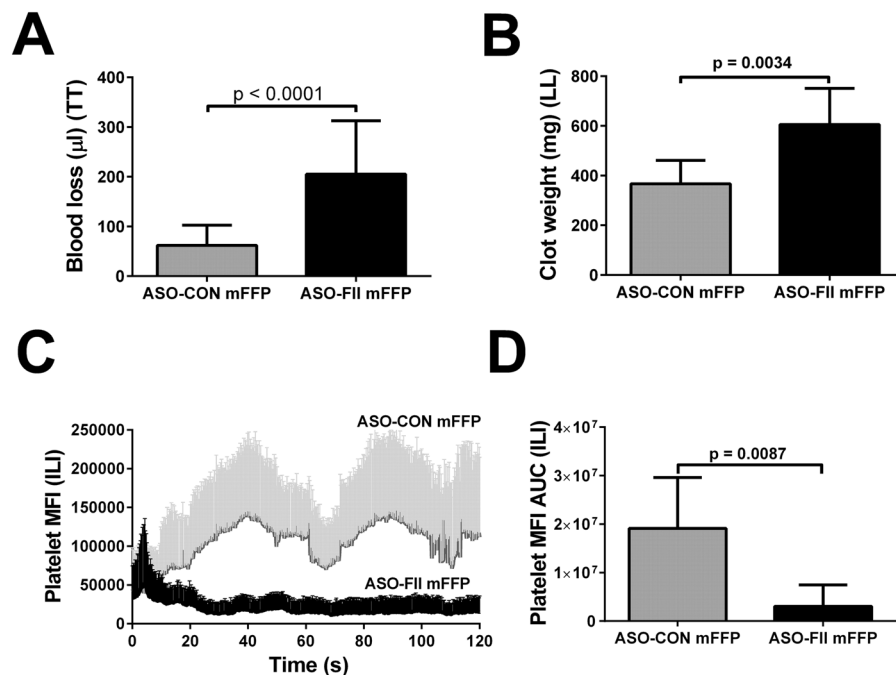 A
Blood loss (µl) (TT)
400
300
200
100
0
p < 0.0001
ASO-CON mFFP
ASO-FII mFFP
B
Clot weight (mg) (LL)
800
600
400
200
0
p = 0.0034
ASO-CON mFFP
ASO-FII mFFP
C
Platelet MFI (ILI)
250000
200000
150000
100000
50000
0
ASO-CON mFFP
ASO-FII mFFP
0 20 40 60 80 100 120
Time (s)
D
Platelet MFI AUC (ILI)
4×10⁷
3×10⁷
2×10⁷
1×10⁷
0
p = 0.0087
ASO-CON mFFP
ASO-FII mFFP